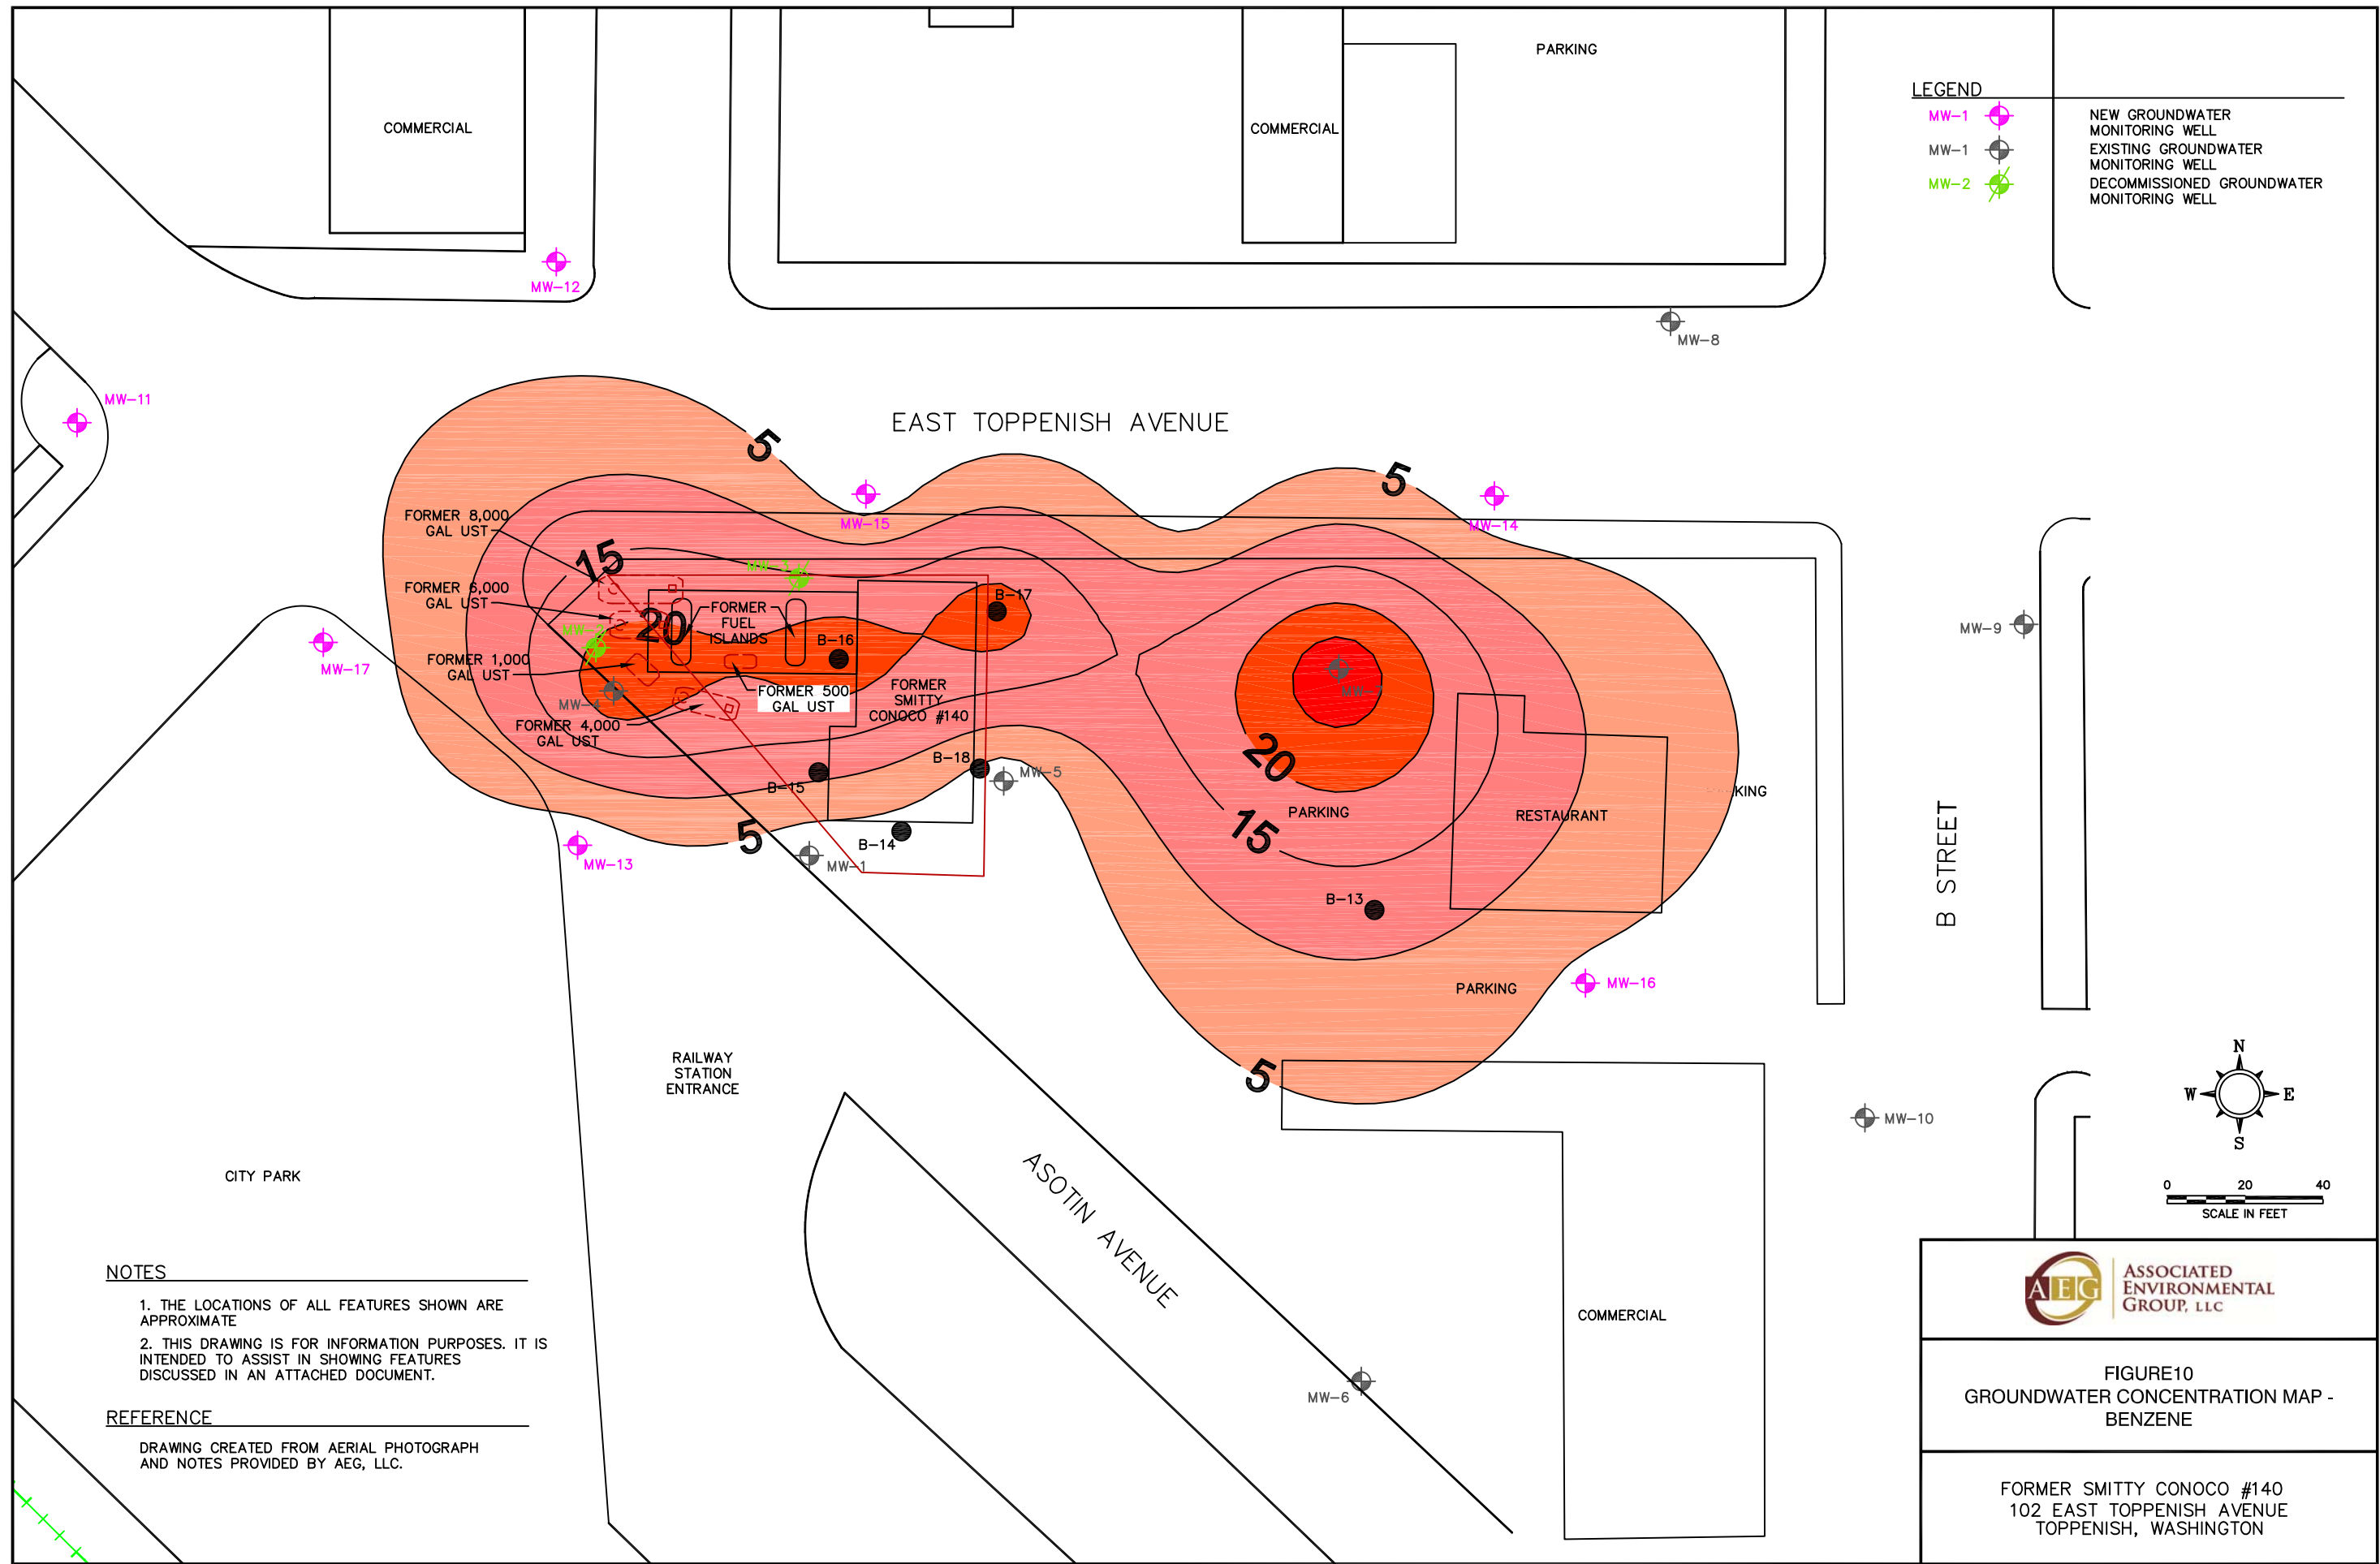 PARKING
COMMERCIAL
COMMERCIAL
LEGEND
MW-1
NEW GROUNDWATER
MONITORING WELL
MW-1
EXISTING GROUNDWATER
MONITORING WELL
MW-2
DECOMMISSIONED GROUNDWATER
MONITORING WELL
MW-12
MW-8
MW-11
EAST TOPPENISH AVENUE
5
5
MW-15
MW-14
FORMER 8,000
GAL UST
15
FORMER 6,000
GAL UST
20
FORMER
FUEL
ISLANDS
B-17
MW-9
B-16
MW-17
FORMER 1,000
GAL UST
FORMER 500
GAL UST
FORMER
SMITTY
CONOCO #140
MW-4
FORMER 4,000
GAL UST
B-18
MW-5
20
B-15
KING
PARKING
RESTAURANT
15
5
B-14
MW-13
MW-1
B-13
B STREET
PARKING
MW-16
RAILWAY
STATION
ENTRANCE
5
MW-10
N
W
E
S
CITY PARK
ASOTIN AVENUE
0 20 40
SCALE IN FEET
NOTES
1. THE LOCATIONS OF ALL FEATURES SHOWN ARE
APPROXIMATE
2. THIS DRAWING IS FOR INFORMATION PURPOSES. IT IS
INTENDED TO ASSIST IN SHOWING FEATURES
DISCUSSED IN AN ATTACHED DOCUMENT.
REFERENCE
DRAWING CREATED FROM AERIAL PHOTOGRAPH
AND NOTES PROVIDED BY AEG, LLC.
COMMERCIAL
MW-6
AEG
ASSOCIATED
ENVIRONMENTAL
GROUP, LLC
FIGURE10
GROUNDWATER CONCENTRATION MAP -
BENZENE
FORMER SMITTY CONOCO #140
102 EAST TOPPENISH AVENUE
TOPPENISH, WASHINGTON